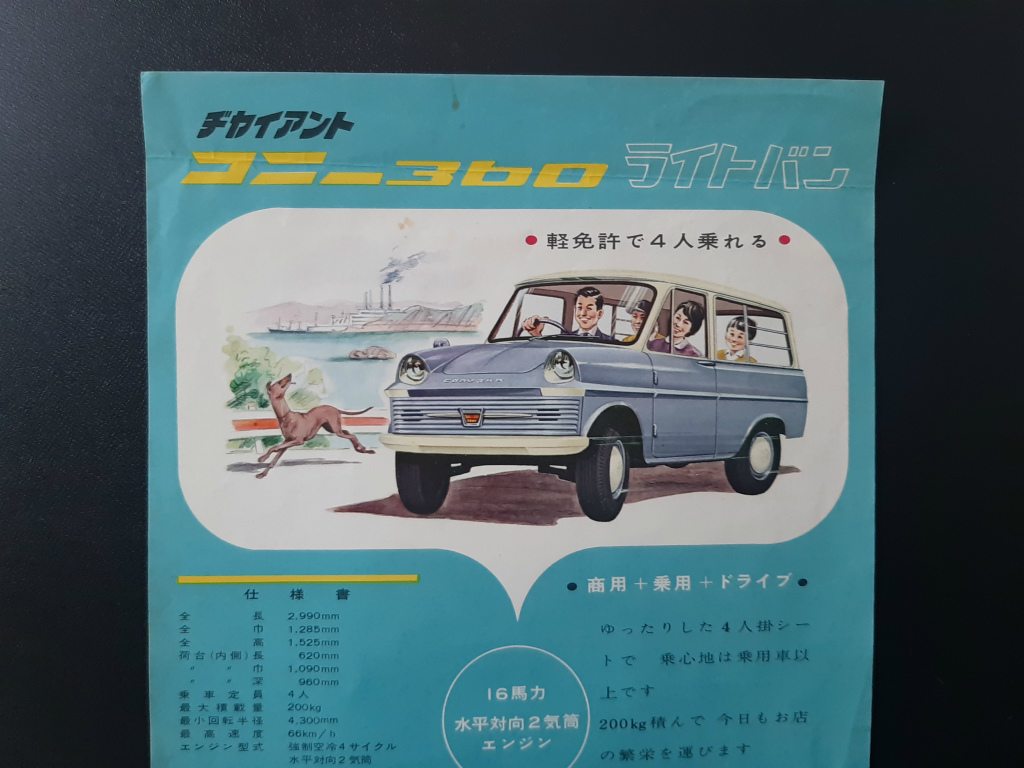 ヂャイアント
コニー360 ライトバン
●軽免許で4人乗れる●
仕様書
全長 2,990mm
全巾 1,285mm
全高 1,525mm
荷台(内側)長 620mm
〃 〃 巾 1,090mm
〃 〃 深 960mm
乗車定員 4人
最大積載量 200kg
最小回転半径 4,300mm
最高速度 66km/h
エンジン型式 強制空冷4サイクル
水平対向2気筒
16馬力
水平対向2気筒
エンジン
●商用+乗用+ドライブ●
ゆったりした4人掛シー
トで 乗心地は乗用車以
上です
200kg積んで 今日もお店
の繁栄を運びます